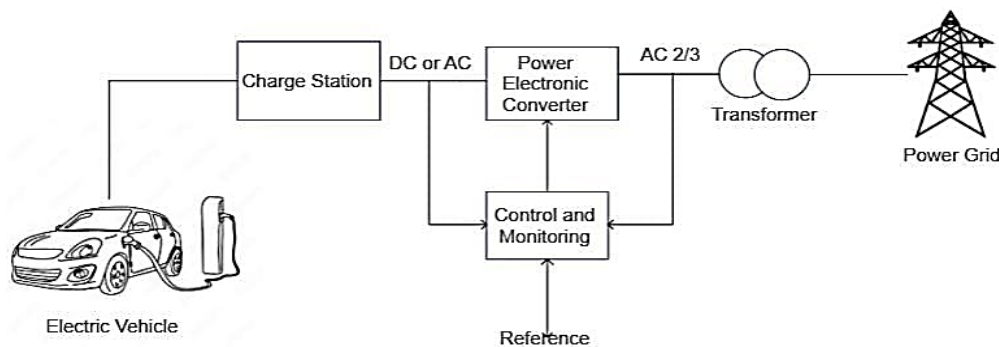 Charge Station
DC or AC
Power
Electronic
Converter
AC 2/3
Transformer
Power Grid
Control and
Monitoring
Electric Vehicle
Reference